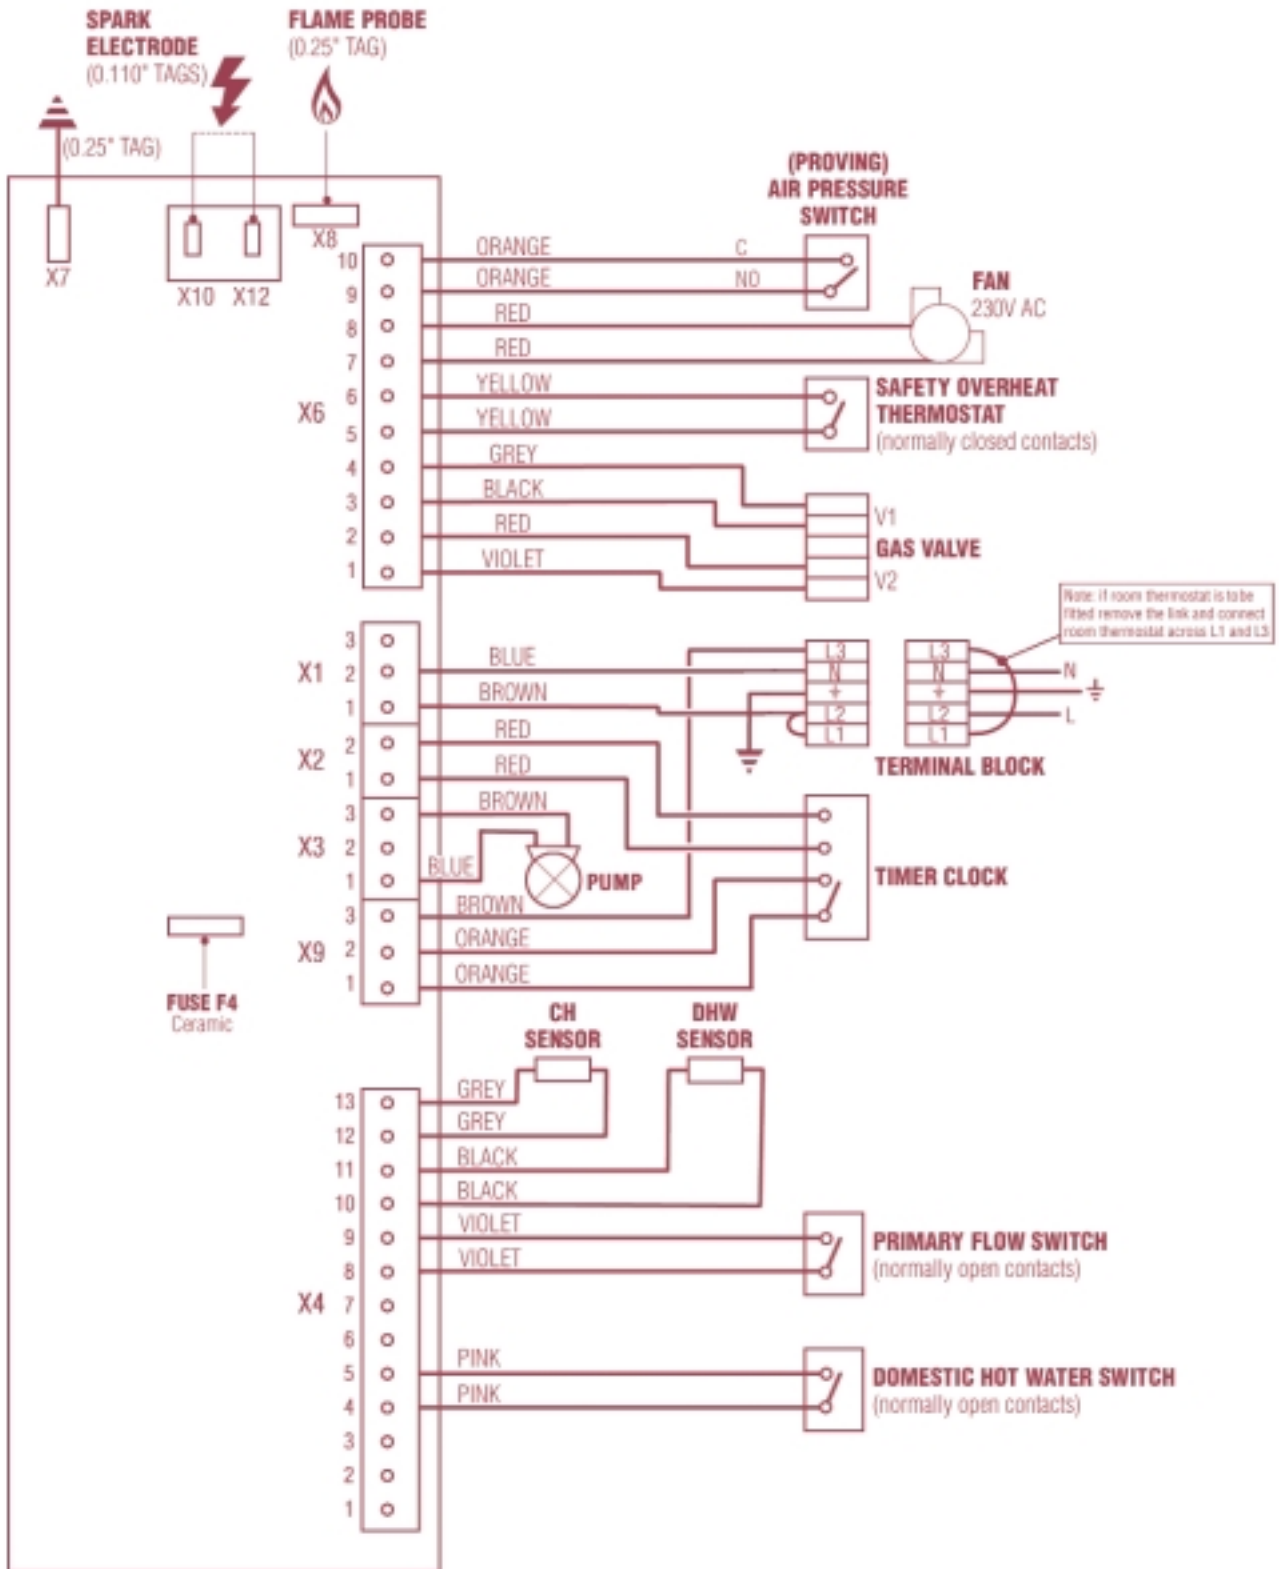 SPARK
ELECTRODE
(0.110" TAGS)
FLAME PROBE
(0.25" TAG)
(0.25" TAG)
X7
X10 X12
X8
(PROVING)
AIR PRESSURE
SWITCH
10 ORANGE C
9 ORANGE NO
FAN
230V AC
8 RED
7 RED
X6
6 YELLOW
5 YELLOW
SAFETY OVERHEAT
THERMOSTAT
(normally closed contacts)
4 GREY
3 BLACK
2 RED
1 VIOLET
V1
GAS VALVE
V2
Note: if room thermostat is to be
fitted remove the link and connect
room thermostat across L1 and L3
X1
3
2 BLUE
1 BROWN
L3
N
L2
L1
L3
N
L2
L1
N
L
TERMINAL BLOCK
X2
2 RED
1 RED
X3
3 BROWN
2
1 BLUE
PUMP
TIMER CLOCK
X9
3 BROWN
2 ORANGE
1 ORANGE
FUSE F4
Ceramic
CH
SENSOR
DHW
SENSOR
13 GREY
12 GREY
11 BLACK
10 BLACK
9 VIOLET
8 VIOLET
PRIMARY FLOW SWITCH
(normally open contacts)
X4
7
6
5 PINK
4 PINK
DOMESTIC HOT WATER SWITCH
(normally open contacts)
3
2
1